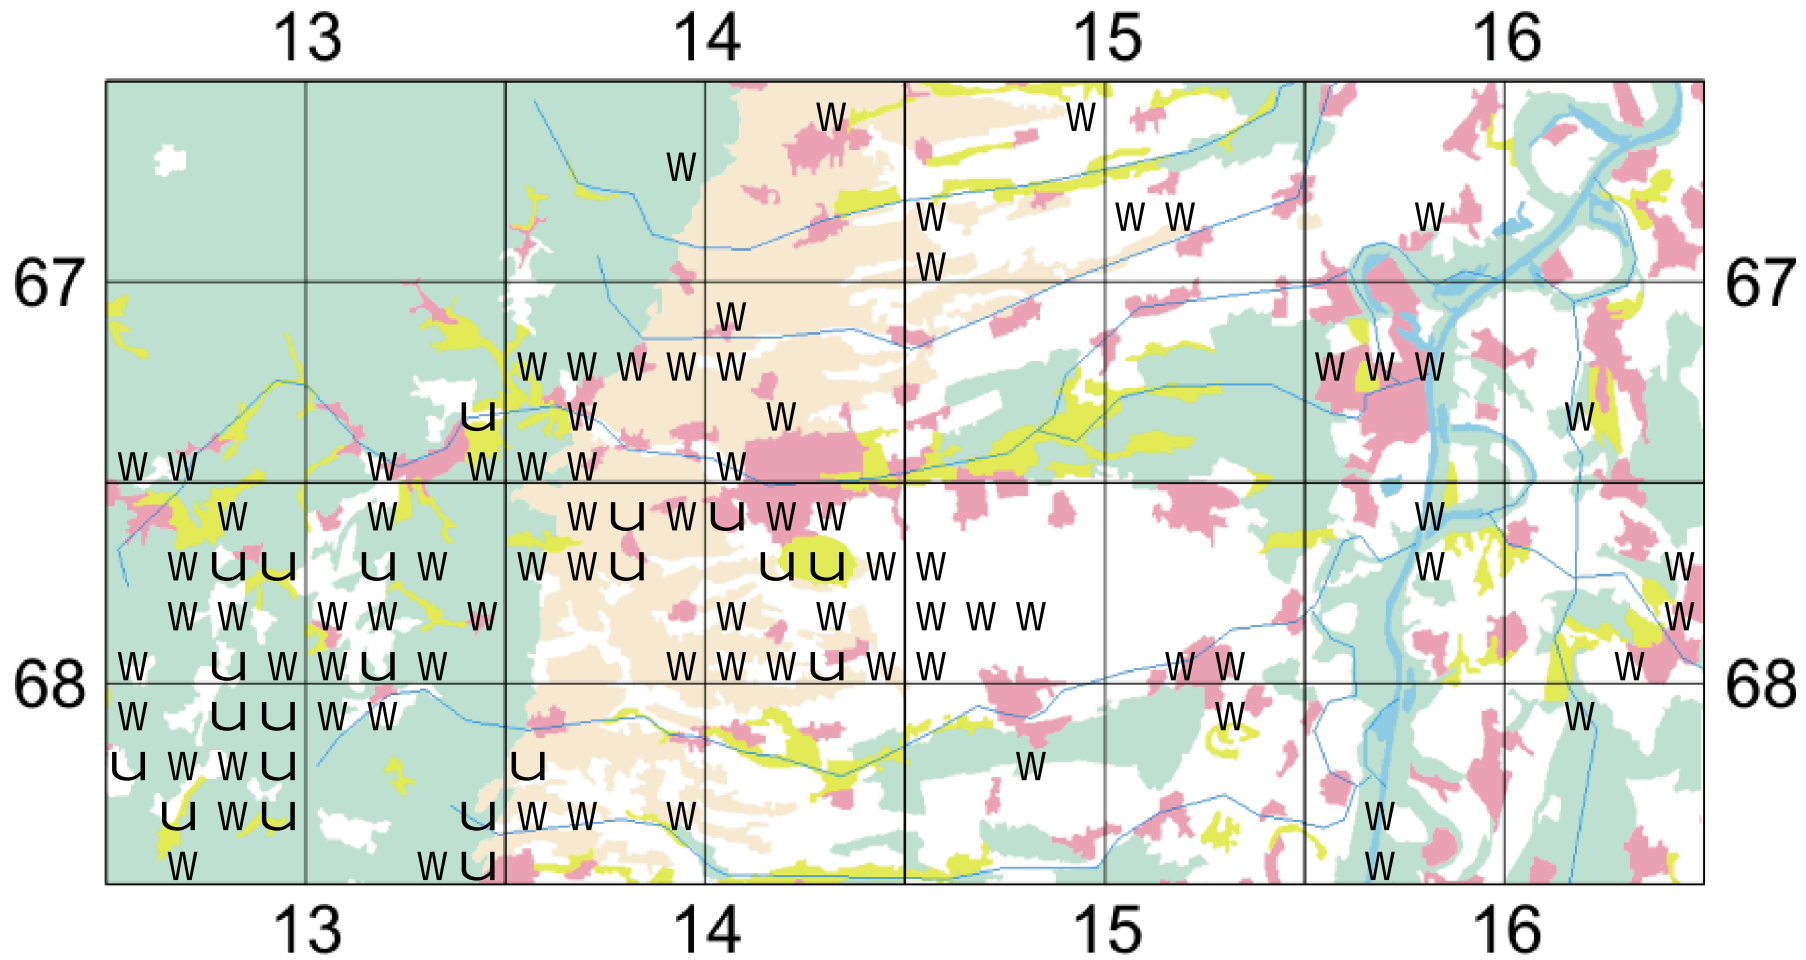 13 14 15 16
W W
W
W W W W
W
67 67
W
W W W W W W W W
u W W W
W W W W W W W
W W W u W u W W W
W u u u W W W u u u W W W W
W W W W W W W W W W W
W u W W u W W W W u W W W W W
68 68
W u u W W W W
u W W u u W
u W u u W W W W
W W u W
13 14 15 16